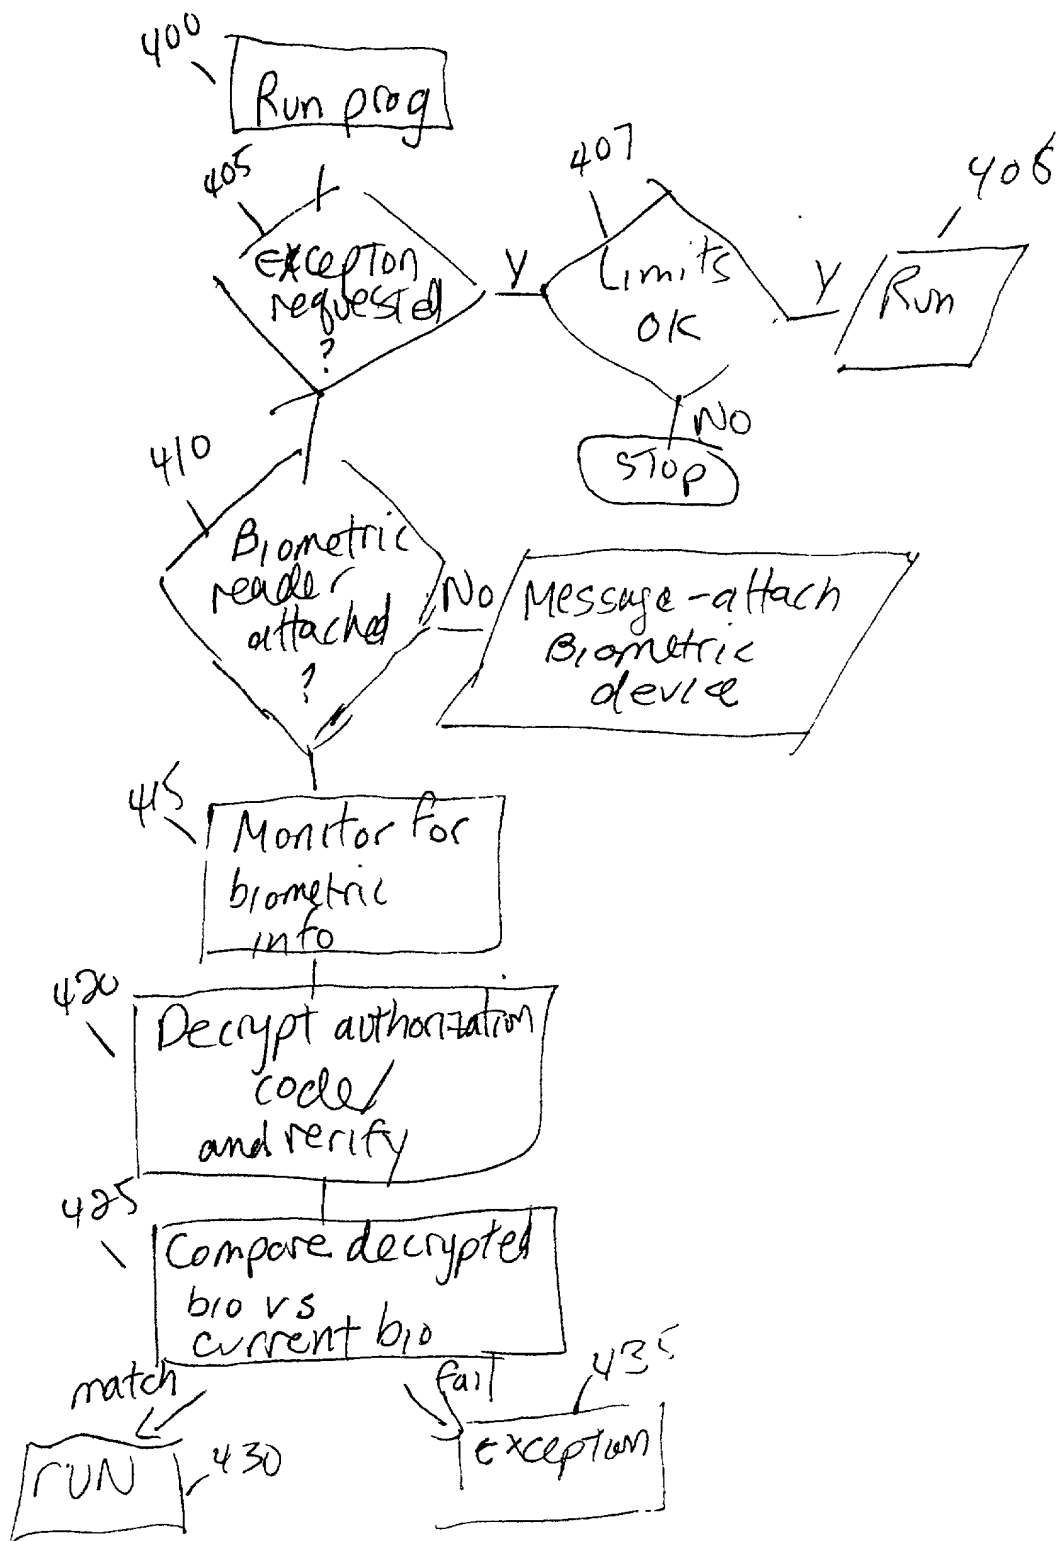 400
Run prog
405
407
406
Excepton
requested
?
Y
Limits
OK
Y
Run
NO
STOP
410
Biometric
reader
attached
?
No
Message-attach
Biometric
device
415
Monitor for
biometric
info
420
Decrypt authorization
code/
and verify
425
Compare decrypted
bio vs
current bio
match
fail
435
RUN
430
Exception